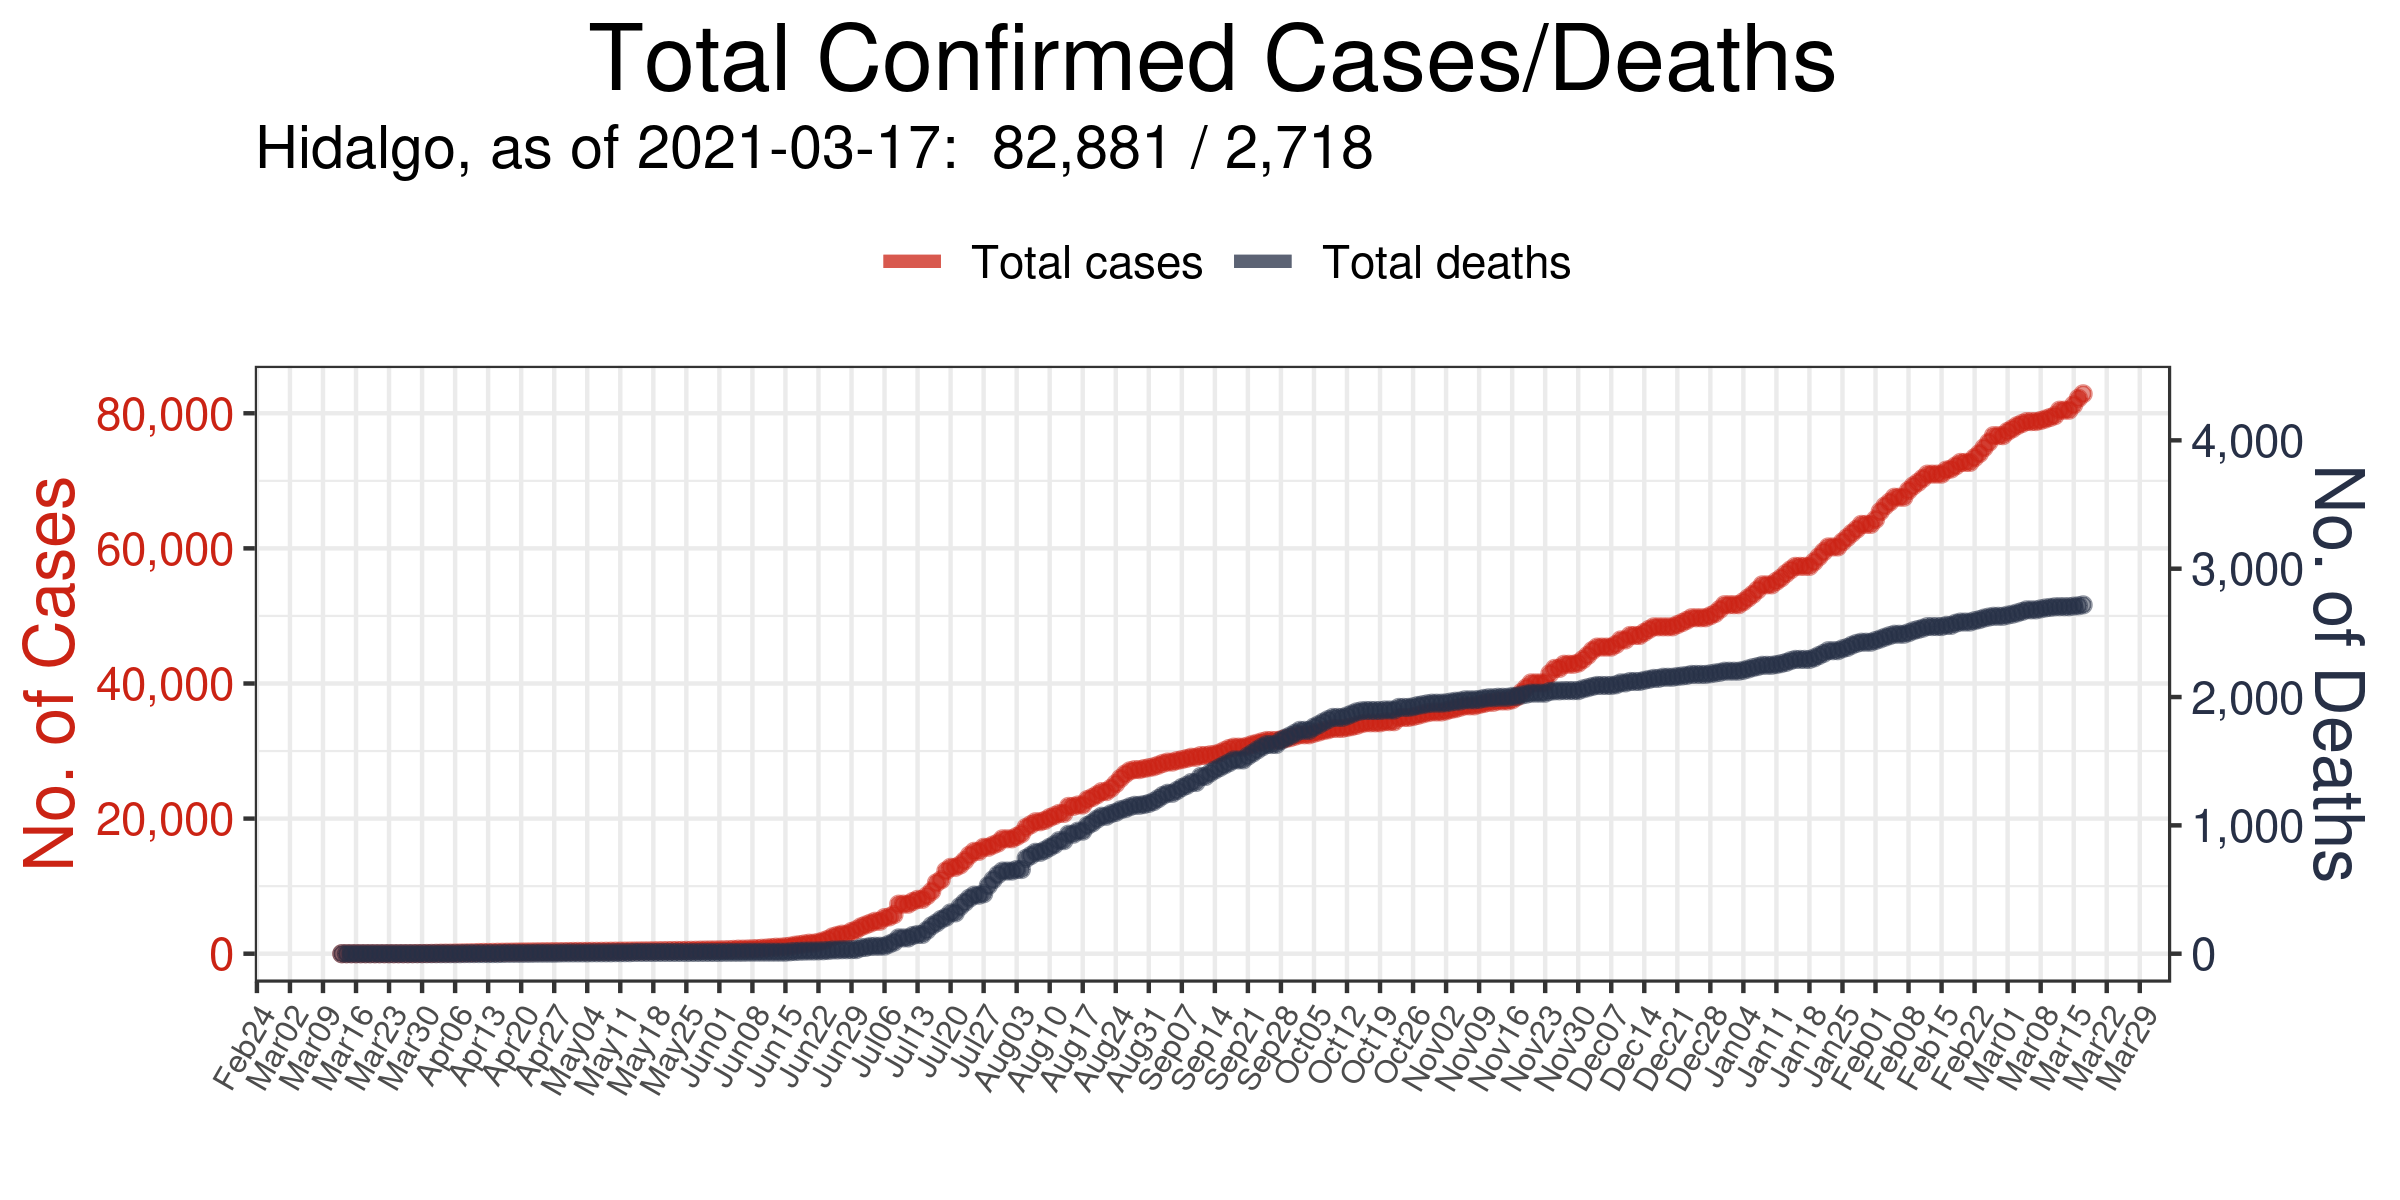 Total Confirmed Cases/Deaths
Hidalgo, as of 2021-03-17:  82,881 / 2,718
Total cases
Total deaths
No. of Cases
80,000
60,000
40,000
20,000
0
4,000
3,000
2,000
1,000
0
No. of Deaths
Feb24
Mar02
Mar09
Mar16
Mar23
Mar30
Apr06
Apr13
Apr20
Apr27
May04
May11
May18
May25
Jun01
Jun08
Jun15
Jun22
Jun29
Jul06
Jul13
Jul20
Jul27
Aug03
Aug10
Aug17
Aug24
Aug31
Sep07
Sep14
Sep21
Sep28
Oct05
Oct12
Oct19
Oct26
Nov02
Nov09
Nov16
Nov23
Nov30
Dec07
Dec14
Dec21
Dec28
Jan04
Jan11
Jan18
Jan25
Feb01
Feb08
Feb15
Feb22
Mar01
Mar08
Mar15
Mar22
Mar29